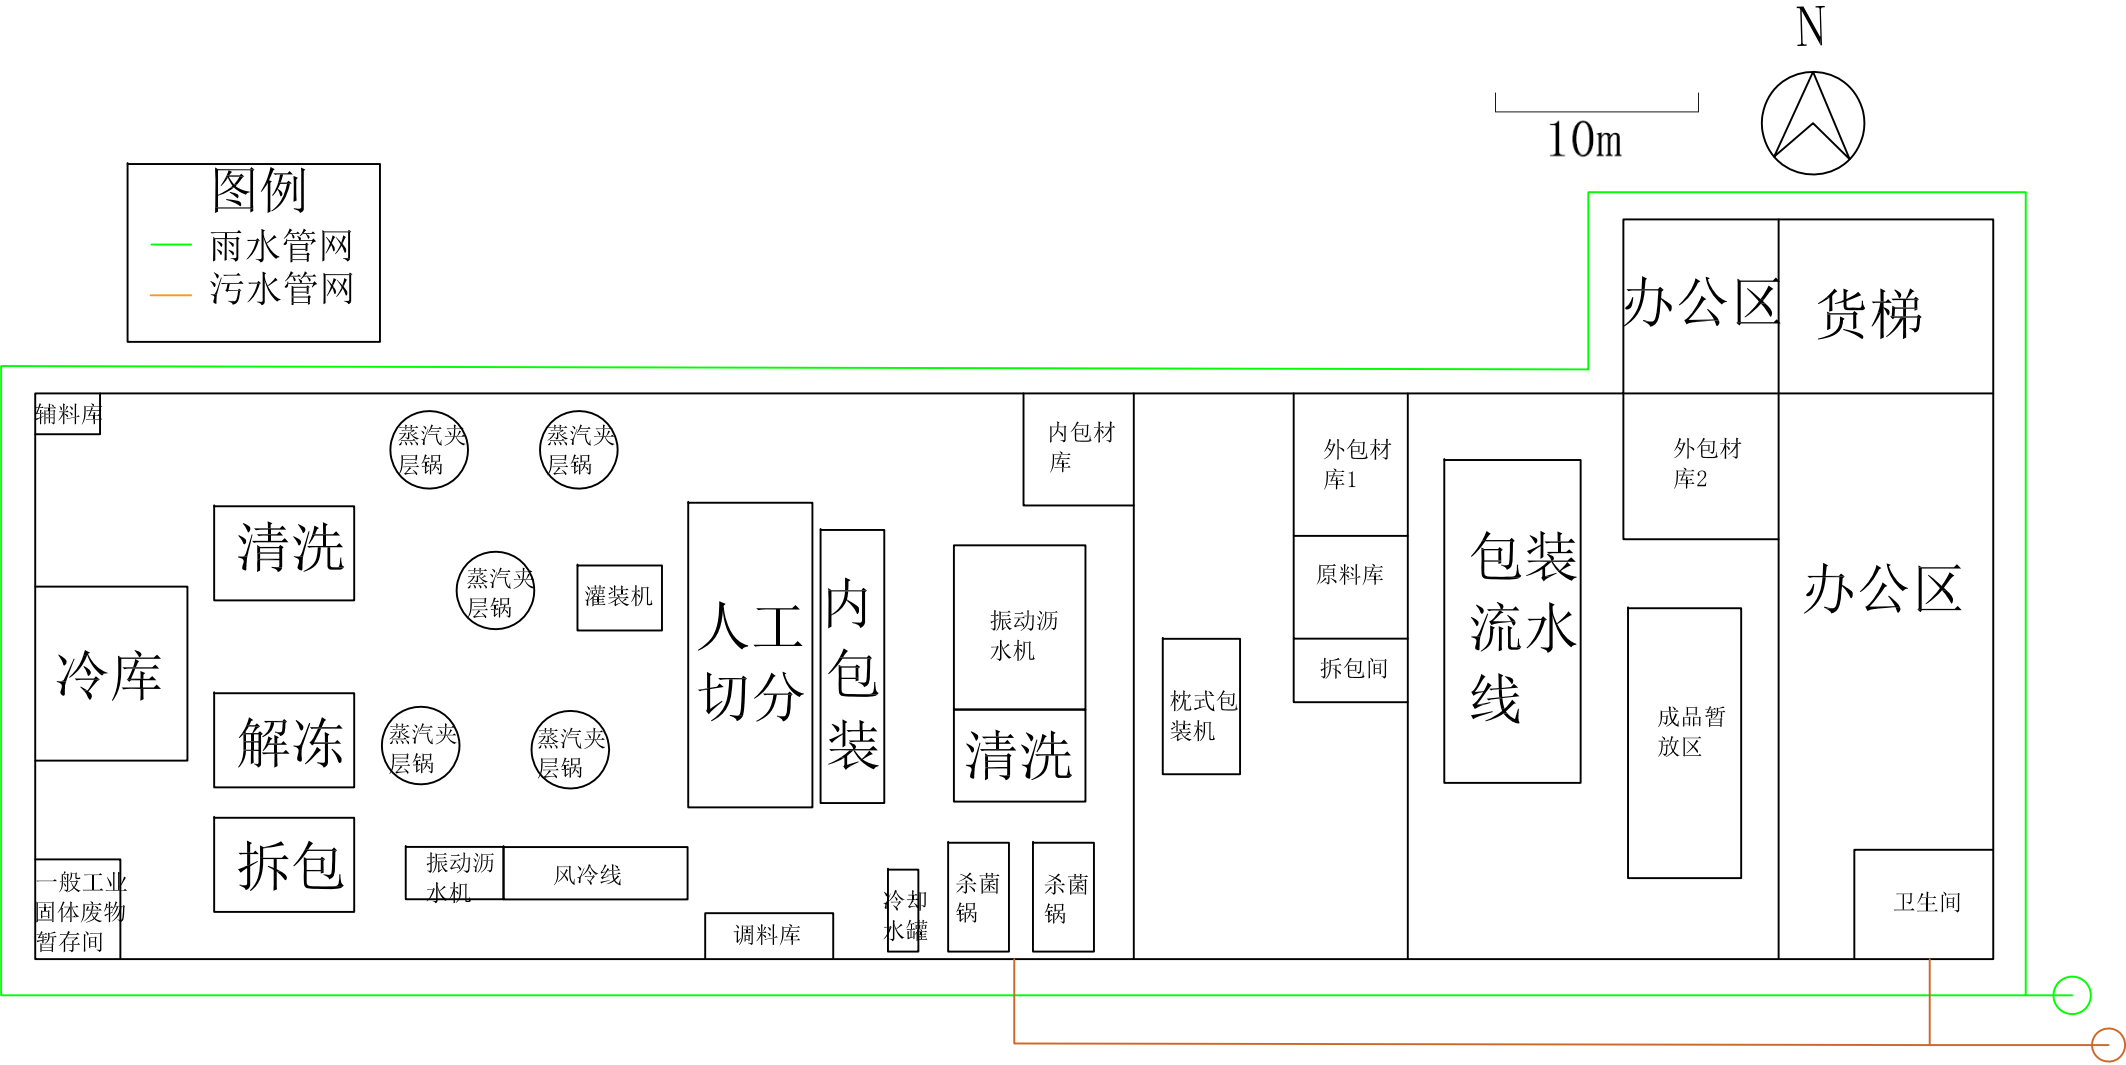 N
10m
图例
雨水管网
污水管网
办公区
货梯
辅料库
蒸汽夹
层锅
蒸汽夹
层锅
内包材
库
外包材
库1
外包材
库2
清洗
蒸汽夹
层锅
灌装机
人工
切分
内
包
装
振动沥
水机
原料库
包装
流水
线
办公区
冷库
解冻
蒸汽夹
层锅
蒸汽夹
层锅
清洗
枕式包
装机
拆包间
成品暂
放区
拆包
振动沥
水机
风冷线
一般工业
固体废物
暂存间
调料库
冷却
水罐
杀菌
锅
杀菌
锅
卫生间